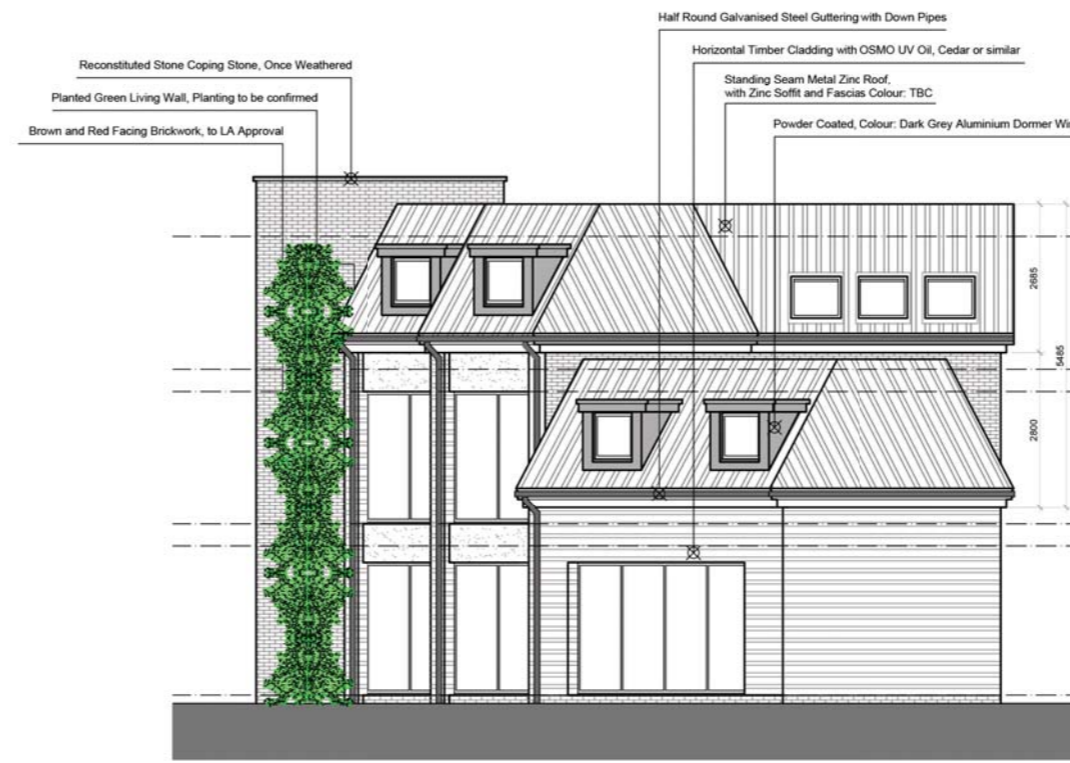 Half Round Galvanised Steel Guttering with Down Pipes
Horizontal Timber Cladding with OSMO UV Oil, Cedar or similar
Reconstituted Stone Coping Stone, Once Weathered
Standing Seam Metal Zinc Roof,
with Zinc Soffit and Fascias Colour: TBC
Planted Green Living Wall, Planting to be confirmed
Powder Coated, Colour: Dark Grey Aluminium Dormer
Brown and Red Facing Brickwork, to LA Approval
2685
5485
2800